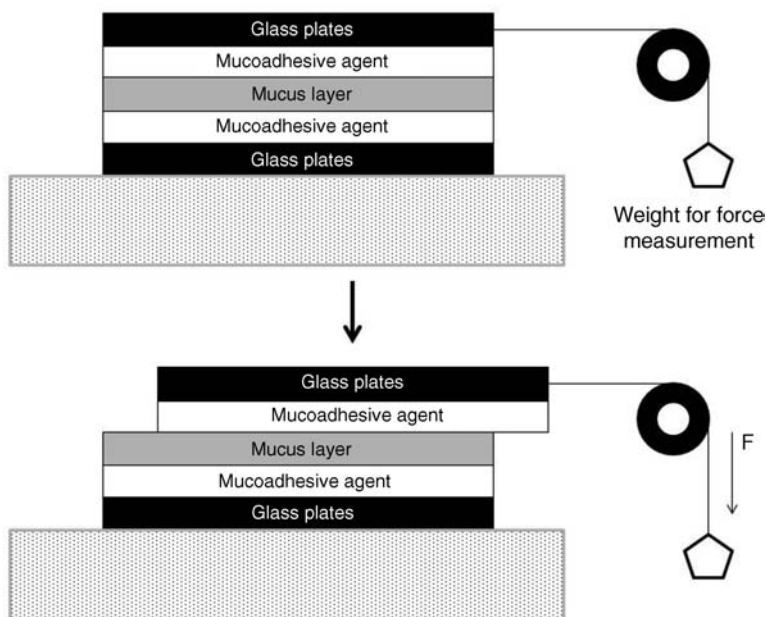 Glass plates
Mucoadhesive agent
Mucus layer
Mucoadhesive agent
Glass plates
Weight for force
measurement
Glass plates
Mucoadhesive agent
Mucus layer
Mucoadhesive agent
Glass plates
F